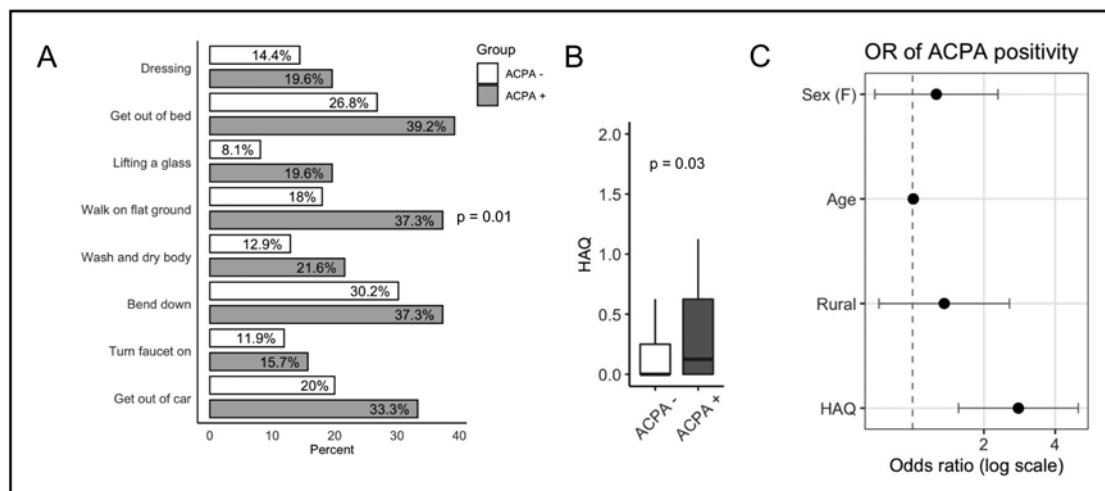 A
Group
ACPA -
ACPA +
Dressing
14.4%
19.6%
Get out of bed
26.8%
39.2%
Lifting a glass
8.1%
19.6%
Walk on flat ground
18%
37.3%
p = 0.01
Wash and dry body
12.9%
21.6%
Bend down
30.2%
37.3%
Turn faucet on
11.9%
15.7%
Get out of car
20%
33.3%
0 10 20 30 40
Percent
B
2.0
1.5
1.0
0.5
0.0
HAQ
p = 0.03
ACPA - ACPA +
C
OR of ACPA positivity
Sex (F)
Age
Rural
HAQ
2 4
Odds ratio (log scale)